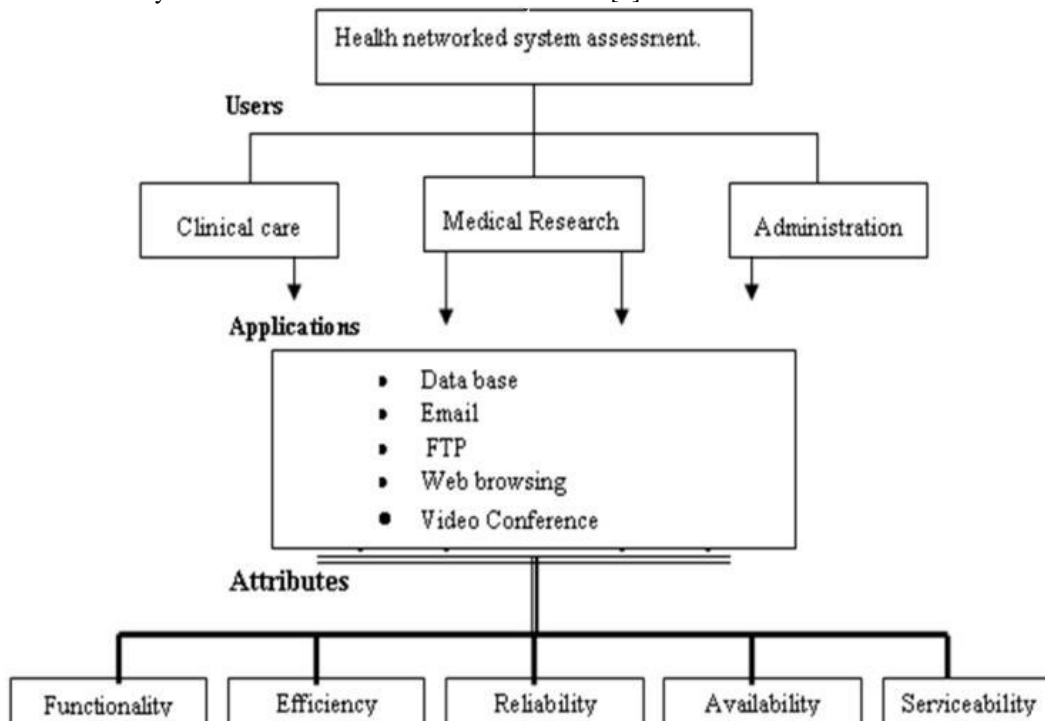 Health networked system assessment.
Users
Clinical care
Medical Research
Administration
Applications
Data base
Email
FTP
Web browsing
Video Conference
Attributes
Functionality
Efficiency
Reliability
Availability
Serviceability